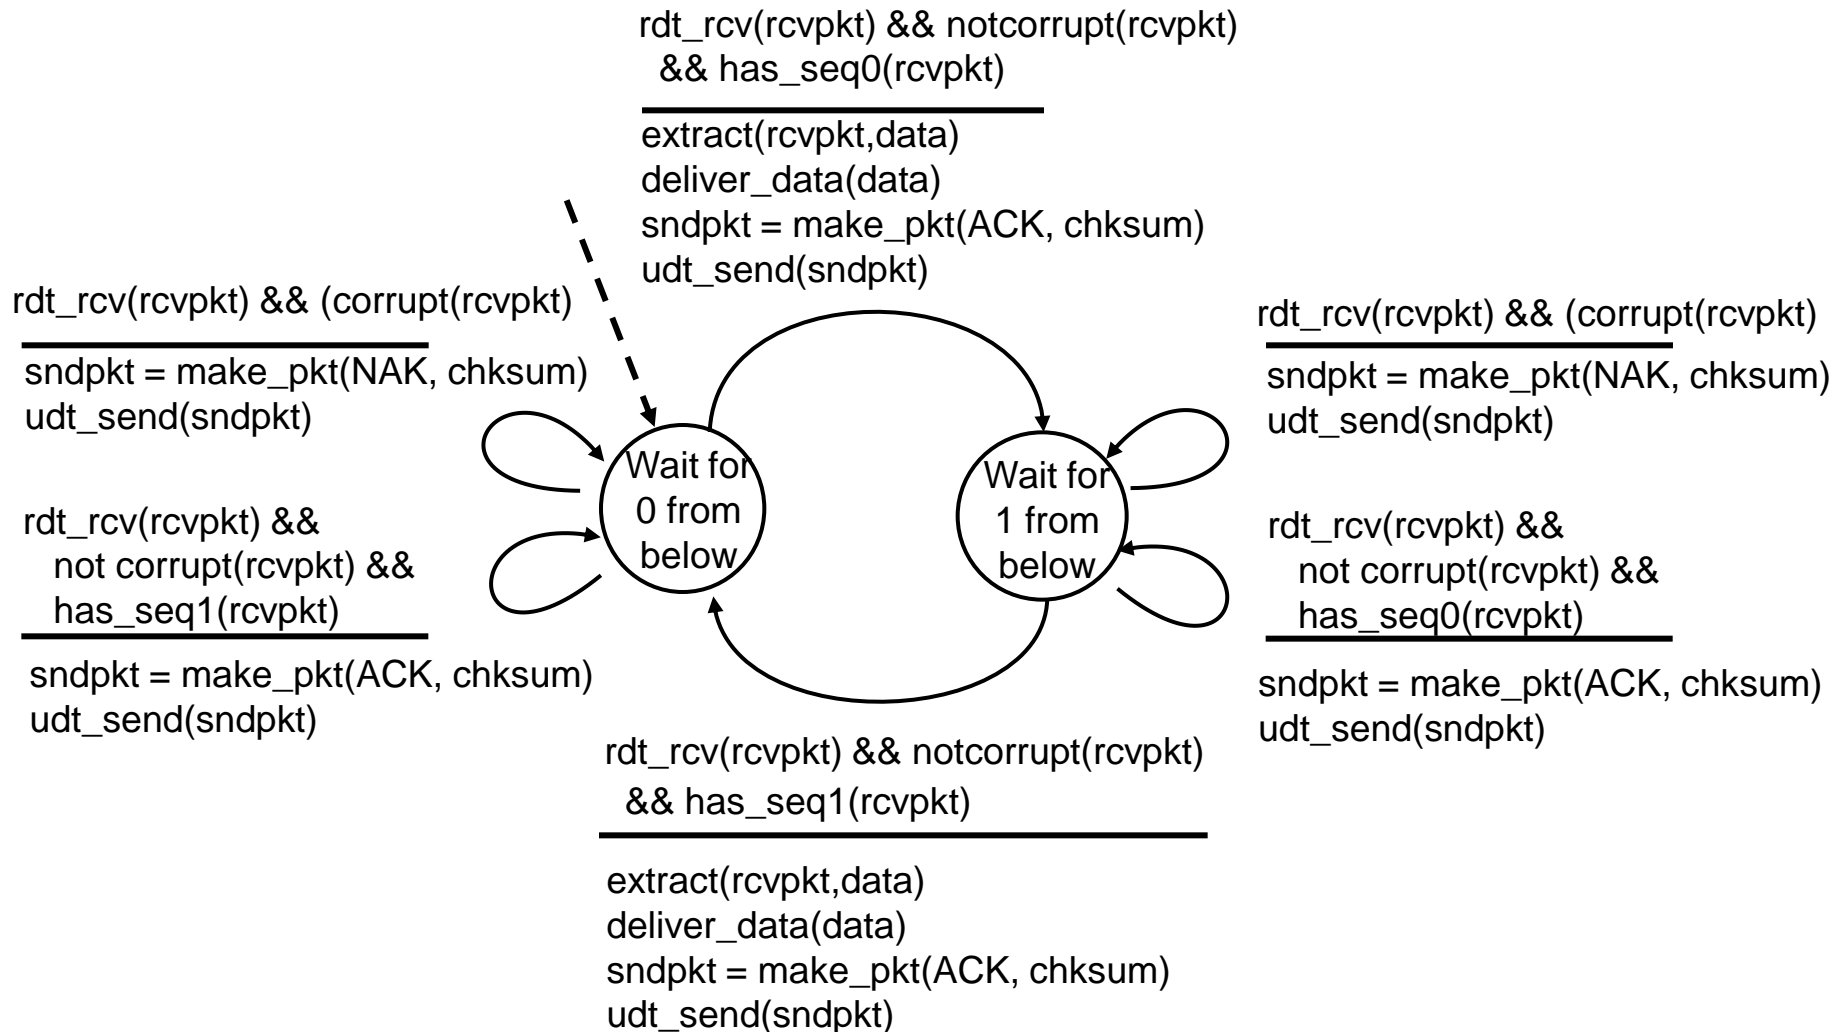 rdt_rcv(rcvpkt) && notcorrupt(rcvpkt)
&& has_seq0(rcvpkt)
extract(rcvpkt,data)
deliver_data(data)
sndpkt = make_pkt(ACK, chksum)
udt_send(sndpkt)
rdt_rcv(rcvpkt) && (corrupt(rcvpkt)
sndpkt = make_pkt(NAK, chksum)
udt_send(sndpkt)
rdt_rcv(rcvpkt) &&
not corrupt(rcvpkt) &&
has_seq1(rcvpkt)
sndpkt = make_pkt(ACK, chksum)
udt_send(sndpkt)
Wait for
0 from
below
Wait for
1 from
below
rdt_rcv(rcvpkt) && (corrupt(rcvpkt)
sndpkt = make_pkt(NAK, chksum)
udt_send(sndpkt)
rdt_rcv(rcvpkt) &&
not corrupt(rcvpkt) &&
has_seq0(rcvpkt)
sndpkt = make_pkt(ACK, chksum)
udt_send(sndpkt)
rdt_rcv(rcvpkt) && notcorrupt(rcvpkt)
&& has_seq1(rcvpkt)
extract(rcvpkt,data)
deliver_data(data)
sndpkt = make_pkt(ACK, chksum)
udt_send(sndpkt)